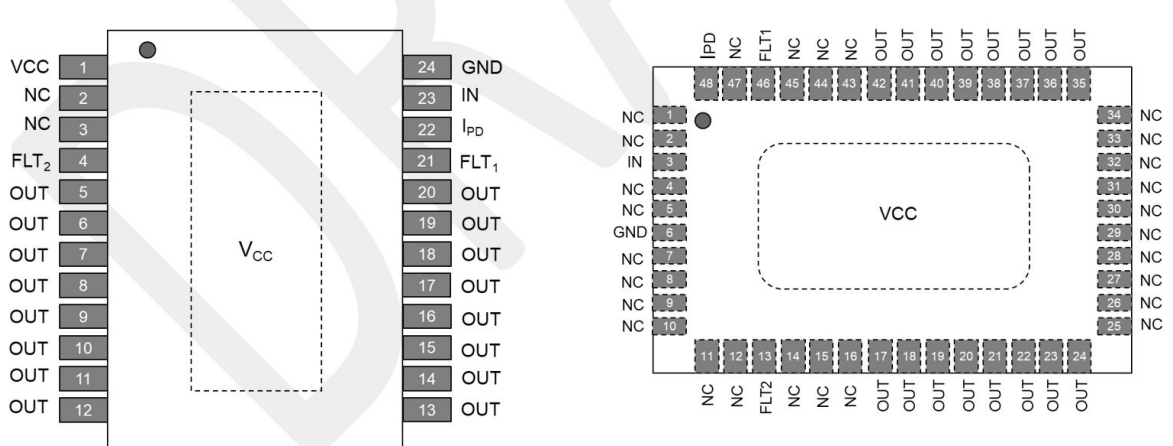 VCC 1
NC 2
NC 3
FLT2 4
OUT 5
OUT 6
OUT 7
OUT 8
OUT 9
OUT 10
OUT 11
OUT 12
VCC
24 GND
23 IN
22 IPD
21 FLT1
20 OUT
19 OUT
18 OUT
17 OUT
16 OUT
15 OUT
14 OUT
13 OUT
IPD NC FLT1 NC NC NC OUT OUT OUT OUT OUT OUT OUT OUT
48 47 46 45 44 43 42 41 40 39 38 37 36 35
NC 1
NC 2
IN 3
NC 4
NC 5
GND 6
NC 7
NC 8
NC 9
NC 10
VCC
34 NC
33 NC
32 NC
31 NC
30 NC
29 NC
28 NC
27 NC
26 NC
25 NC
11 12 13 14 15 16 17 18 19 20 21 22 23 24
NC NC FLT2 NC NC NC OUT OUT OUT OUT OUT OUT OUT OUT